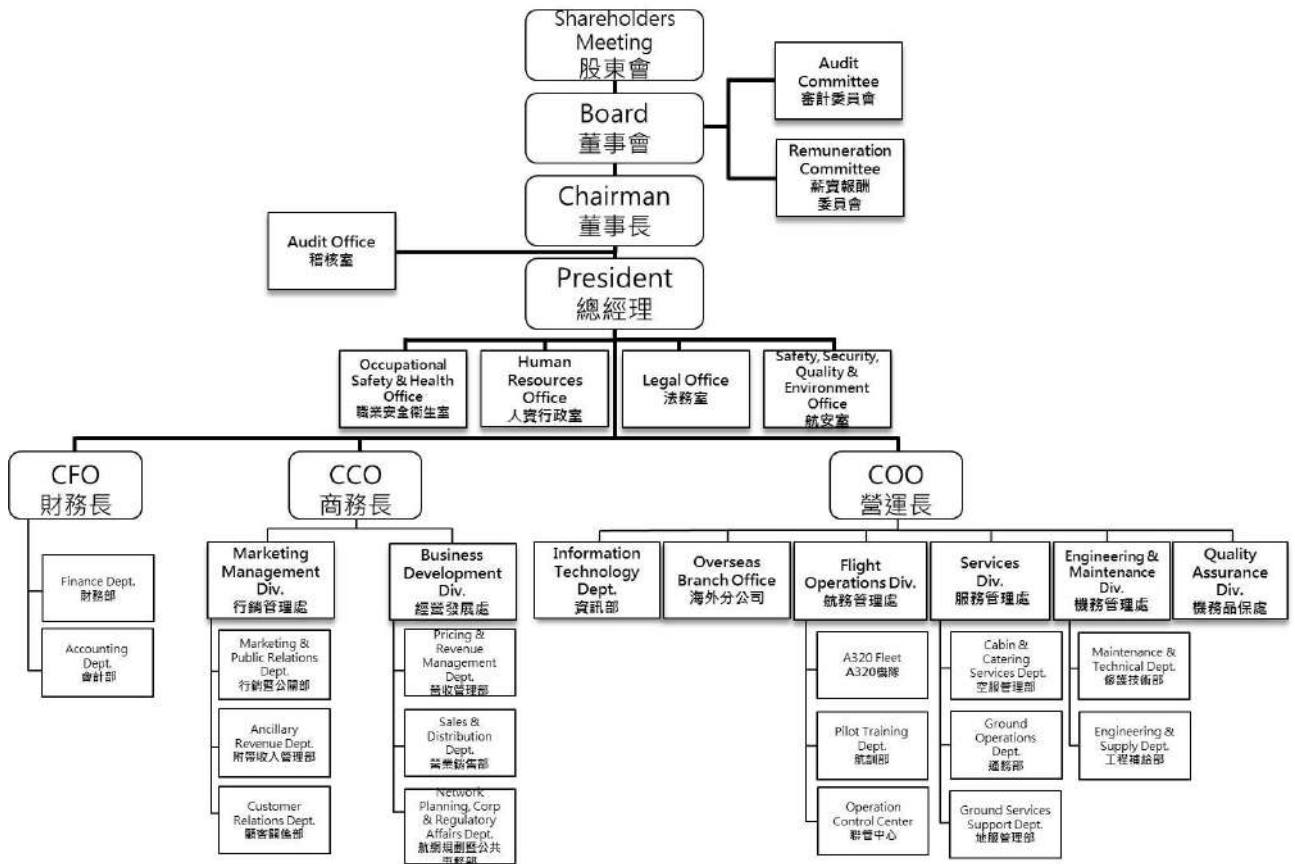 Shareholders
Meeting
股東會
Audit
Committee
審計委員會
Board
董事會
Remuneration
Committee
薪資報酬
委員會
Chairman
董事長
Audit Office
稽核室
President
總經理
Occupational
Safety & Health
Office
職業安全衛生室
Human
Resources
Office
人資行政室
Legal Office
法務室
Safety, Security,
Quality &
Environment
Office
航安室
CFO
財務長
CCO
商務長
COO
營運長
Finance Dept.
財務部
Accounting
Dept.
會計部
Marketing
Management
Div.
行銷管理處
Marketing &
Public Relations
Dept.
行銷暨公關部
Ancillary
Revenue Dept.
附帶收入管理部
Customer
Relations Dept.
顧客關係部
Business
Development
Div.
經營發展處
Pricing &
Revenue
Management
Dept.
營收管理部
Sales &
Distribution
Dept.
營業銷售部
Network
Planning, Corp
& Regulatory
Affairs Dept.
航網規劃暨公共
事務部
Information
Technology
Dept.
資訊部
Overseas
Branch Office
海外分公司
Flight
Operations Div.
航務管理處
A320 Fleet
A320機隊
Pilot Training
Dept.
航訓部
Operation
Control Center
聯管中心
Services
Div.
服務管理處
Cabin &
Catering
Services Dept.
空服管理部
Ground
Operations
Dept.
運務部
Ground Services
Support Dept.
地服管理部
Engineering &
Maintenance Div.
機務管理處
Maintenance &
Technical Dept.
修護技術部
Engineering &
Supply Dept.
工程補給部
Quality
Assurance
Div.
機務品保處